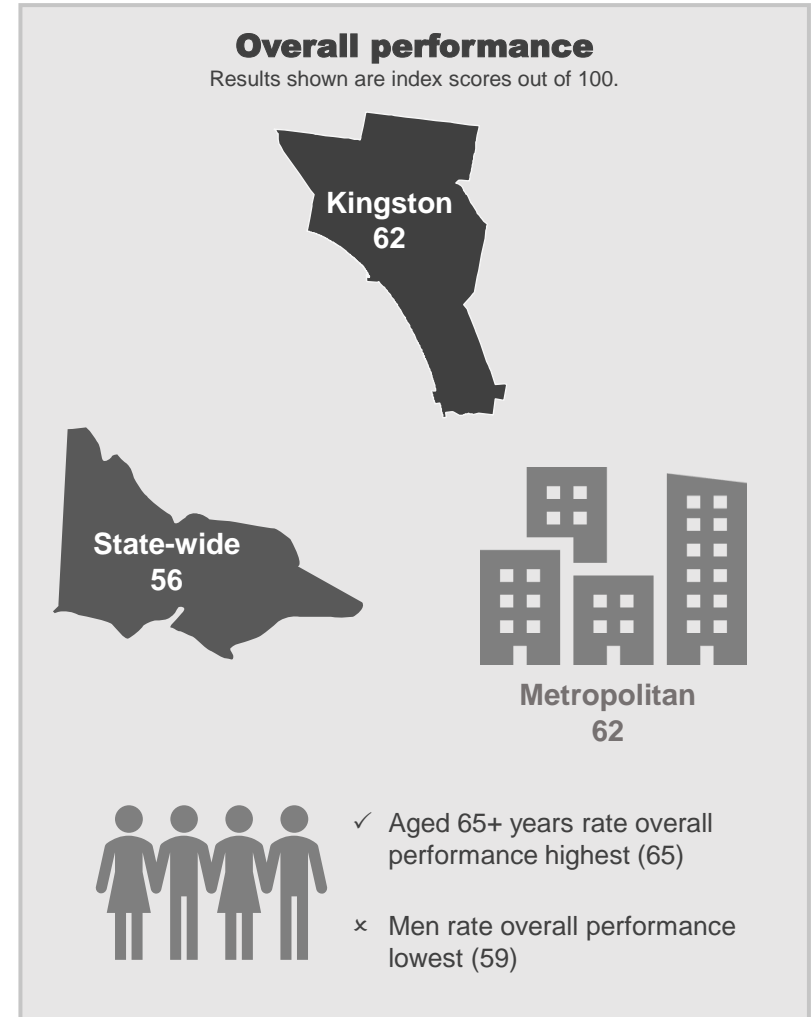 Overall performance
Results shown are index scores out of 100.
Kingston
62
State-wide
56
Metropolitan
62
✓ Aged 65+ years rate overall
performance highest (65)
× Men rate overall performance
lowest (59)